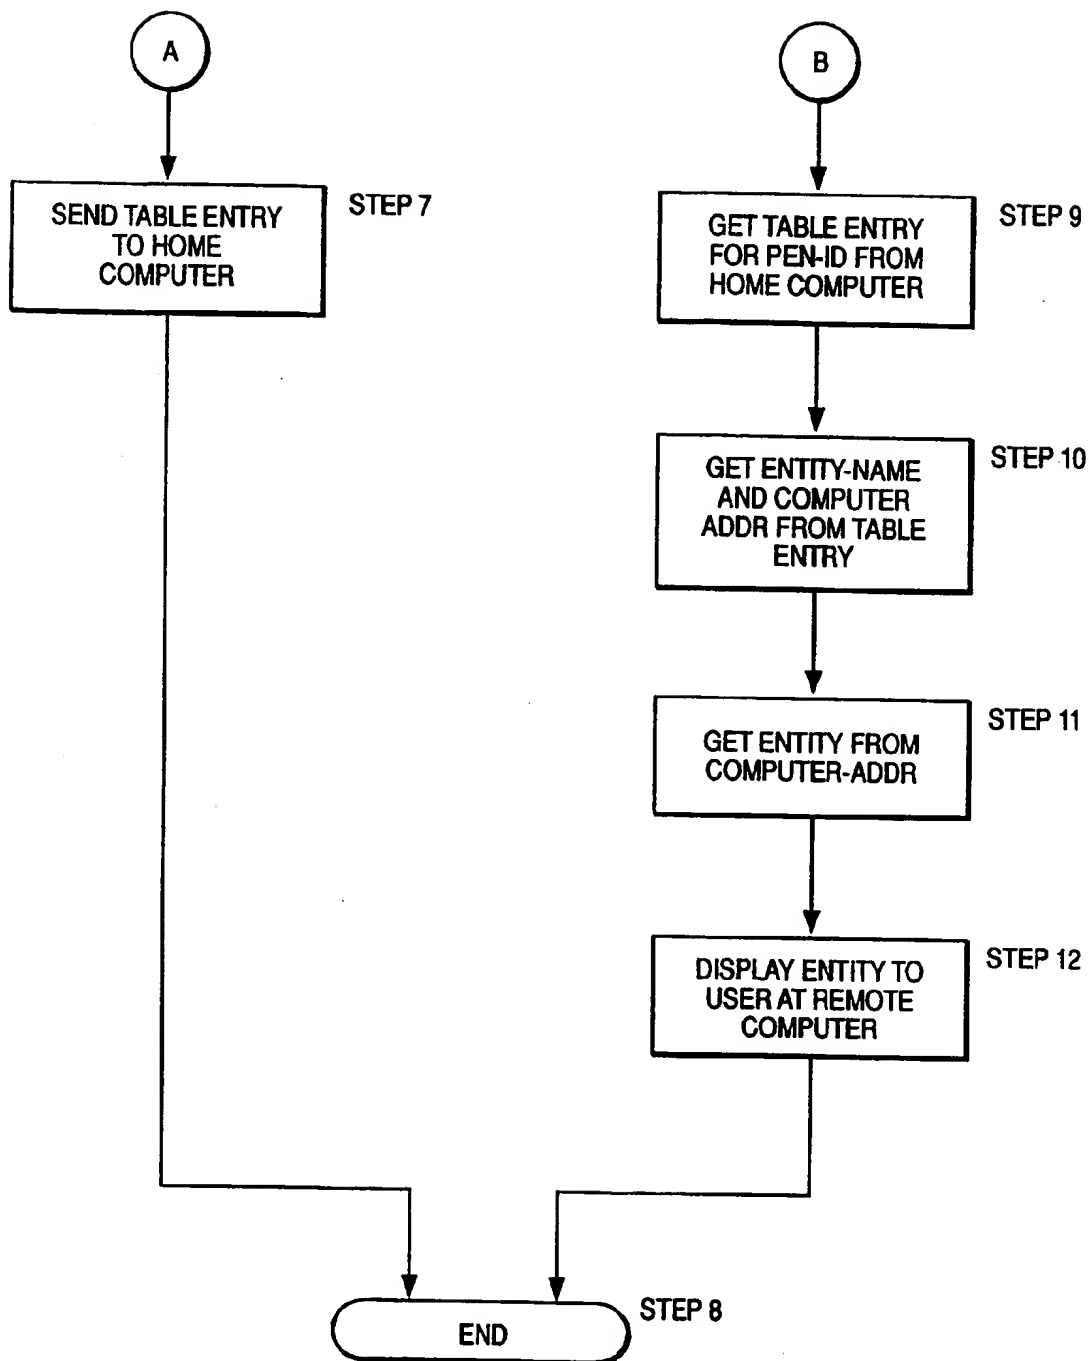 A
SEND TABLE ENTRY
TO HOME
COMPUTER
STEP 7
B
GET TABLE ENTRY
FOR PEN-ID FROM
HOME COMPUTER
STEP 9
GET ENTITY-NAME
AND COMPUTER
ADDR FROM TABLE
ENTRY
STEP 10
GET ENTITY FROM
COMPUTER-ADDR
STEP 11
DISPLAY ENTITY TO
USER AT REMOTE
COMPUTER
STEP 12
END
STEP 8